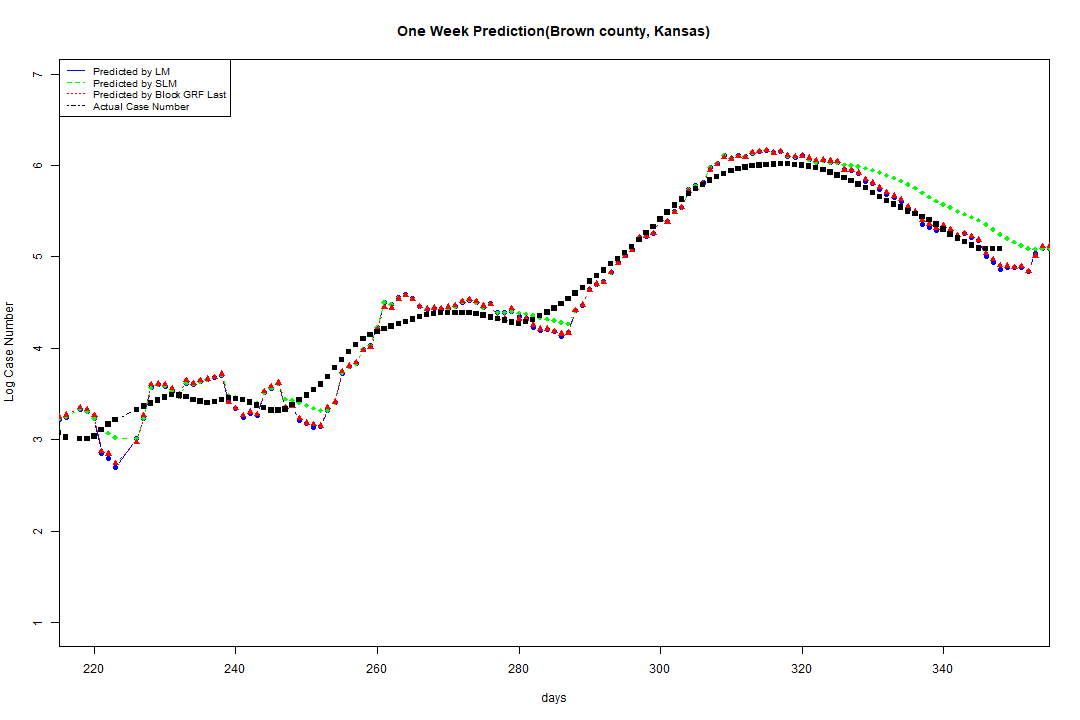 One Week Prediction(Brown county, Kansas)
Predicted by LM
Predicted by SLM
Predicted by Block GRF Last
Actual Case Number
7
6
5
4
3
2
1
Log Case Number
220 240 260 280 300 320 340
days